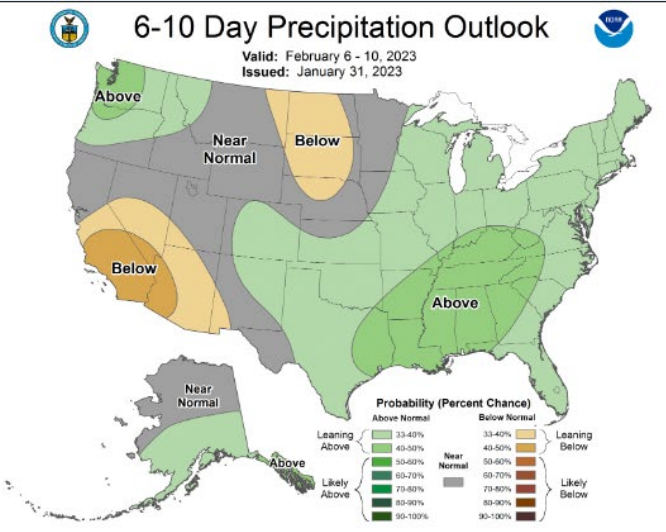 6-10 Day Precipitation Outlook
NOAA
Valid: February 6 - 10, 2023
Issued: January 31, 2023
Above
Near
Normal
Below
Below
Above
Near
Normal
Above
Probability (Percent Chance)
Above Normal
Below Normal
Leaning
Above
33-40%
40-50%
50-60%
60-70%
70-80%
80-90%
90-100%
Likely
Above
Near
Normal
33-40%
40-50%
50-60%
60-70%
70-80%
80-90%
90-100%
Leaning
Below
Likely
Below